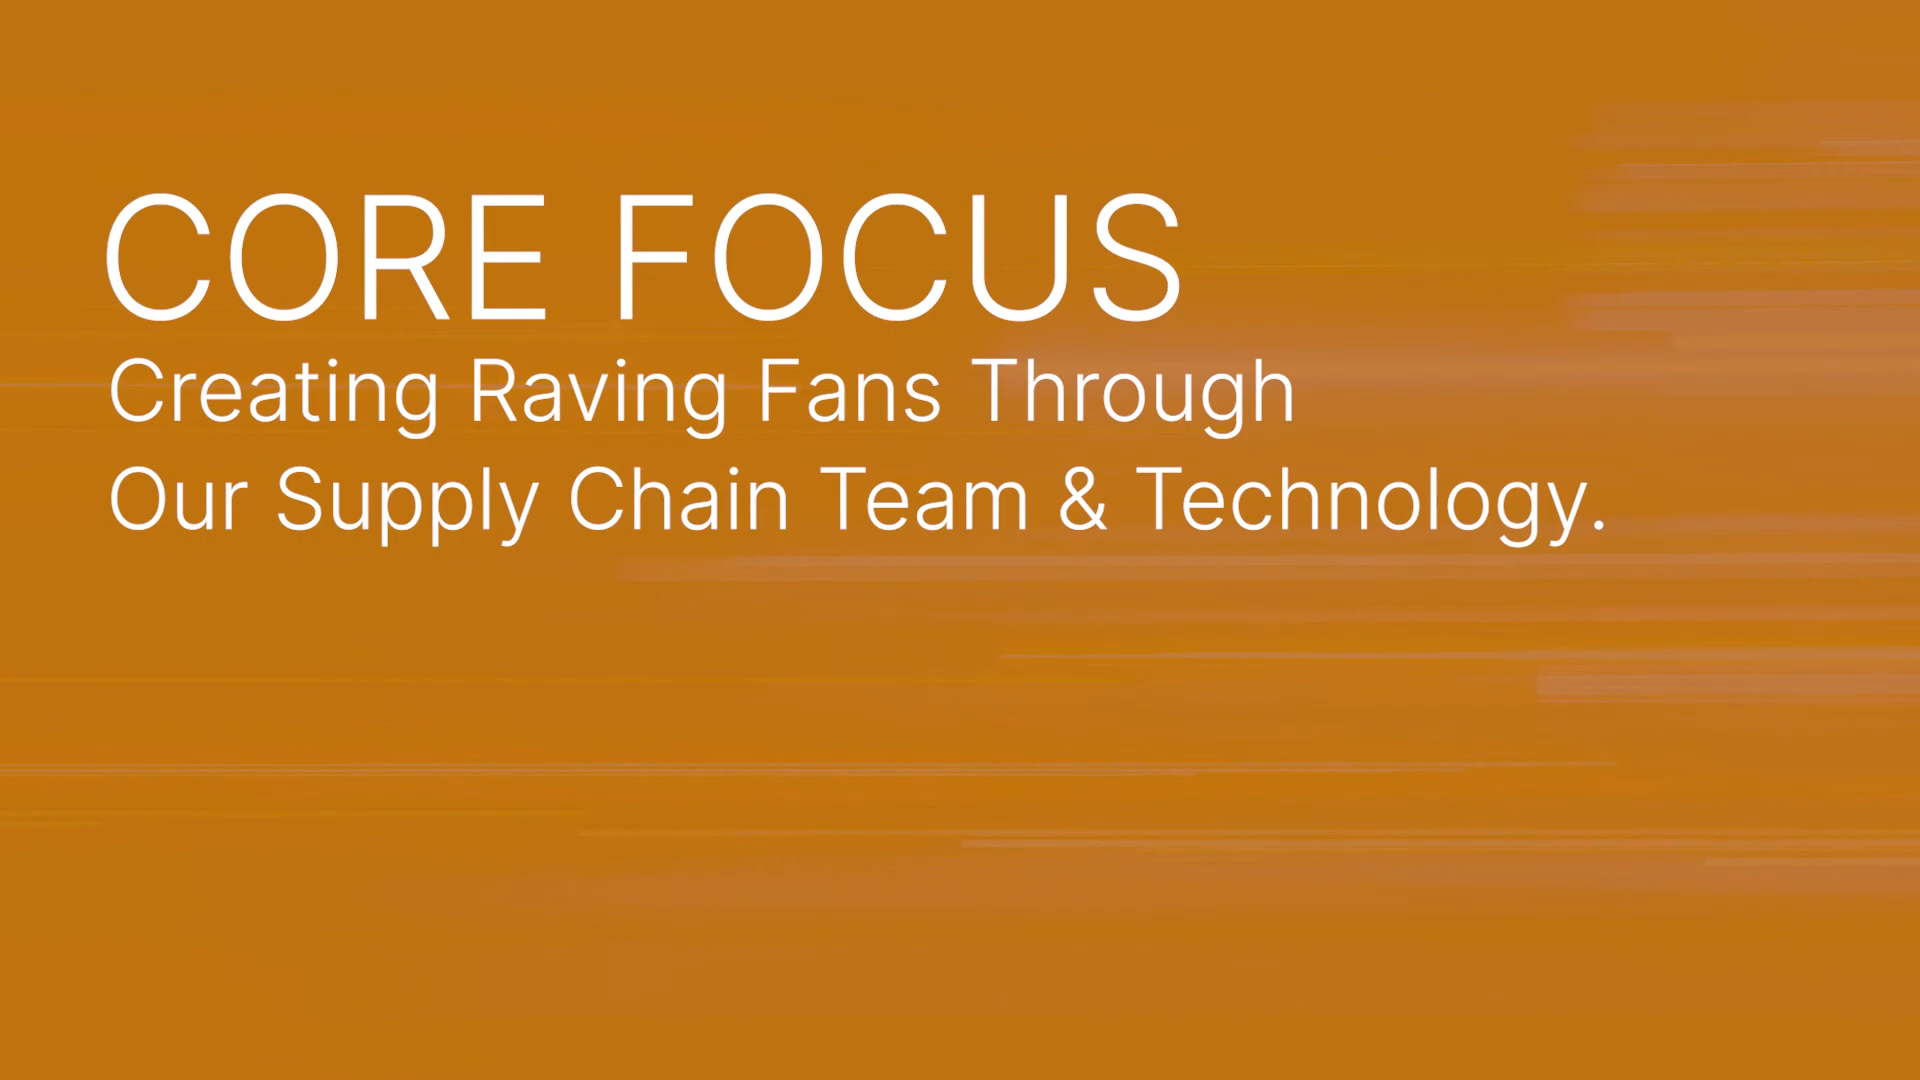 CORE FOCUS
Creating Raving Fans Through
Our Supply Chain Team & Technology.